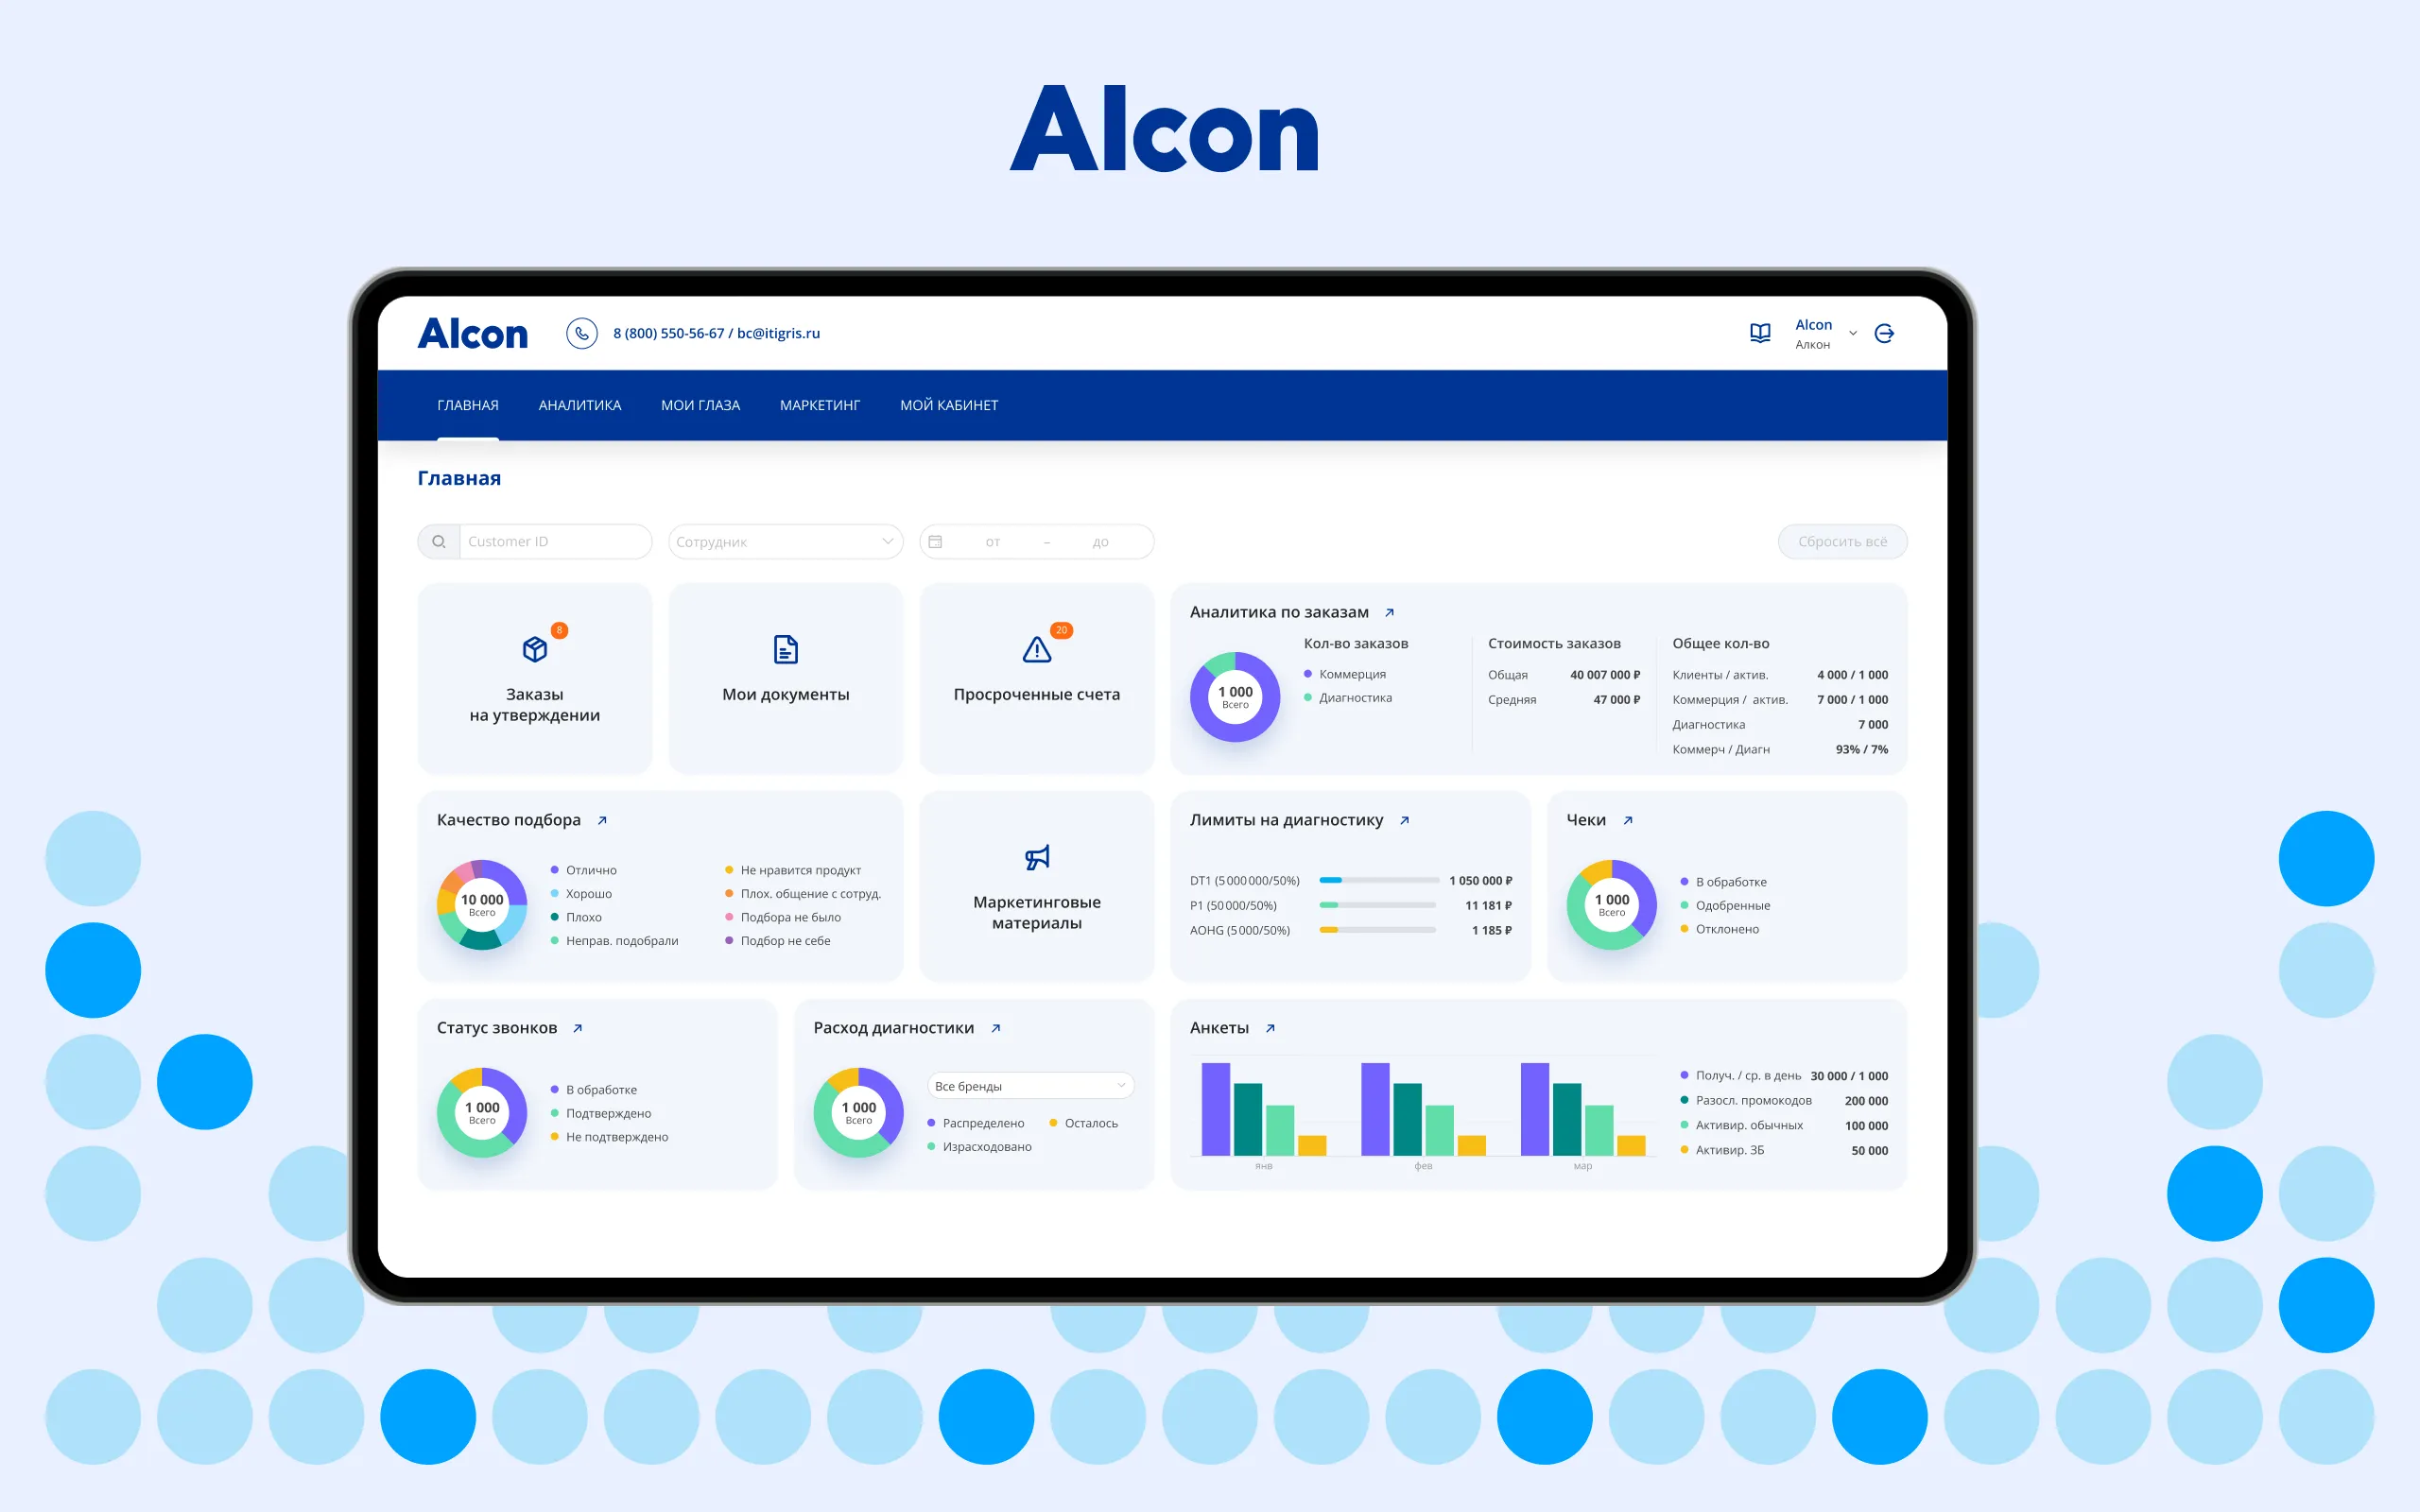 Alcon
Alcon
8 (800) 550-56-67 / bc@itigris.ru
Alcon
Алкон
ГЛАВНАЯ
АНАЛИТИКА
МОИ ГЛАЗА
МАРКЕТИНГ
МОЙ КАБИНЕТ
Главная
Customer ID
Сотрудник
от – до
Сбросить всё
8
Заказы
на утверждении
Мои документы
20
Просроченные счета
Аналитика по заказам
1 000
Всего
Кол-во заказов
Коммерция
Диагностика
Стоимость заказов
Общая 40 007 000 ₽
Средняя 47 000 ₽
Общее кол-во
Клиенты / актив. 4 000 / 1 000
Коммерция / актив. 7 000 / 1 000
Диагностика 7 000
Коммерч / Диагн 93% / 7%
Качество подбора
10 000
Всего
Отлично
Хорошо
Плохо
Неправ. подобрали
Не нравится продукт
Плох. общение с сотруд.
Подбора не было
Подбор не себе
Маркетинговые
материалы
Лимиты на диагностику
DT1 (5 000 000/50%) 1 050 000 ₽
P1 (50 000/50%) 11 181 ₽
AOHG (5 000/50%) 1 185 ₽
Чеки
1 000
Всего
В обработке
Одобренные
Отклонено
Статус звонков
1 000
Всего
В обработке
Подтверждено
Не подтверждено
Расход диагностики
1 000
Всего
Все бренды
Распределено
Осталось
Израсходовано
Анкеты
янв
фев
мар
Получ. / ср. в день 30 000 / 1 000
Разосл. промокодов 200 000
Активир. обычных 100 000
Активир. ЗБ 50 000